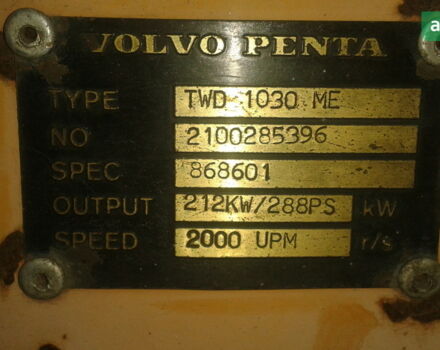 VOLVO PENTA
TYPE TWD 1030 ME
NO 2100285396
SPEC 868601
OUTPUT 212KW/288PS kW
SPEED 2000 UPM r/s
a